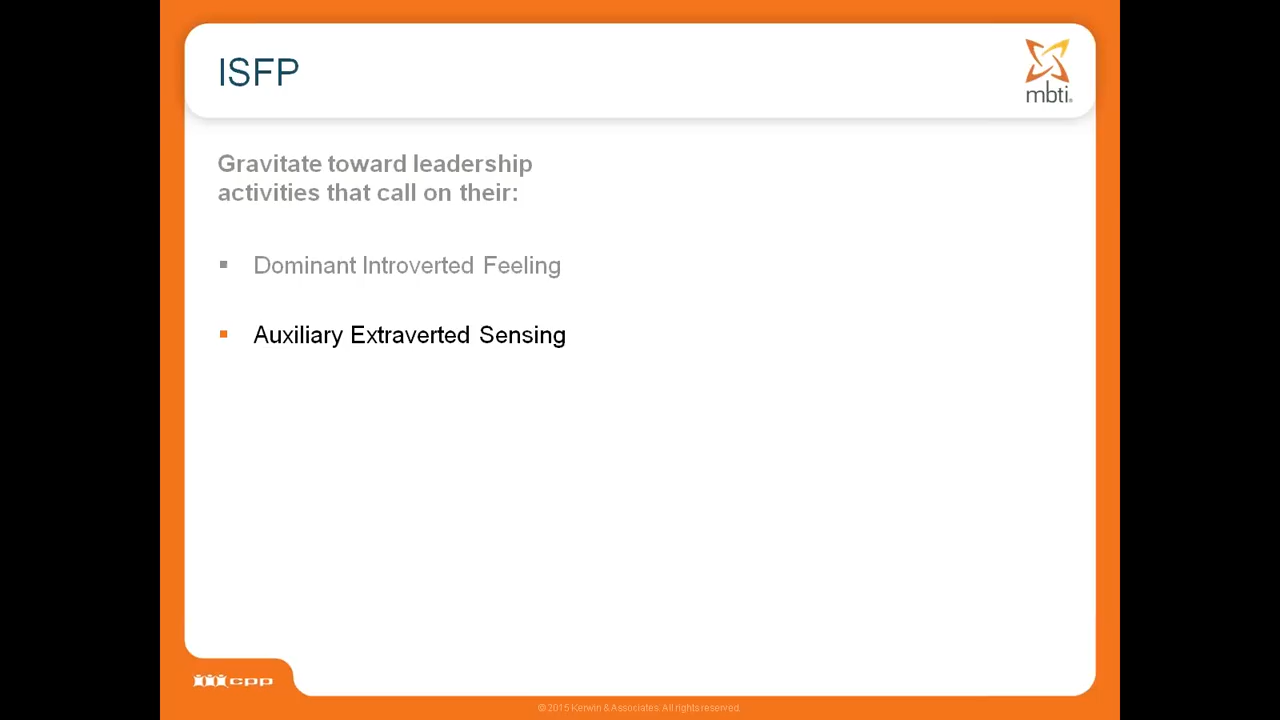 ISFP
mbti®
Gravitate toward leadership
activities that call on their:
▪ Dominant Introverted Feeling
▪ Auxiliary Extraverted Sensing
cpp
© 2015 Kerwin & Associates. All rights reserved.